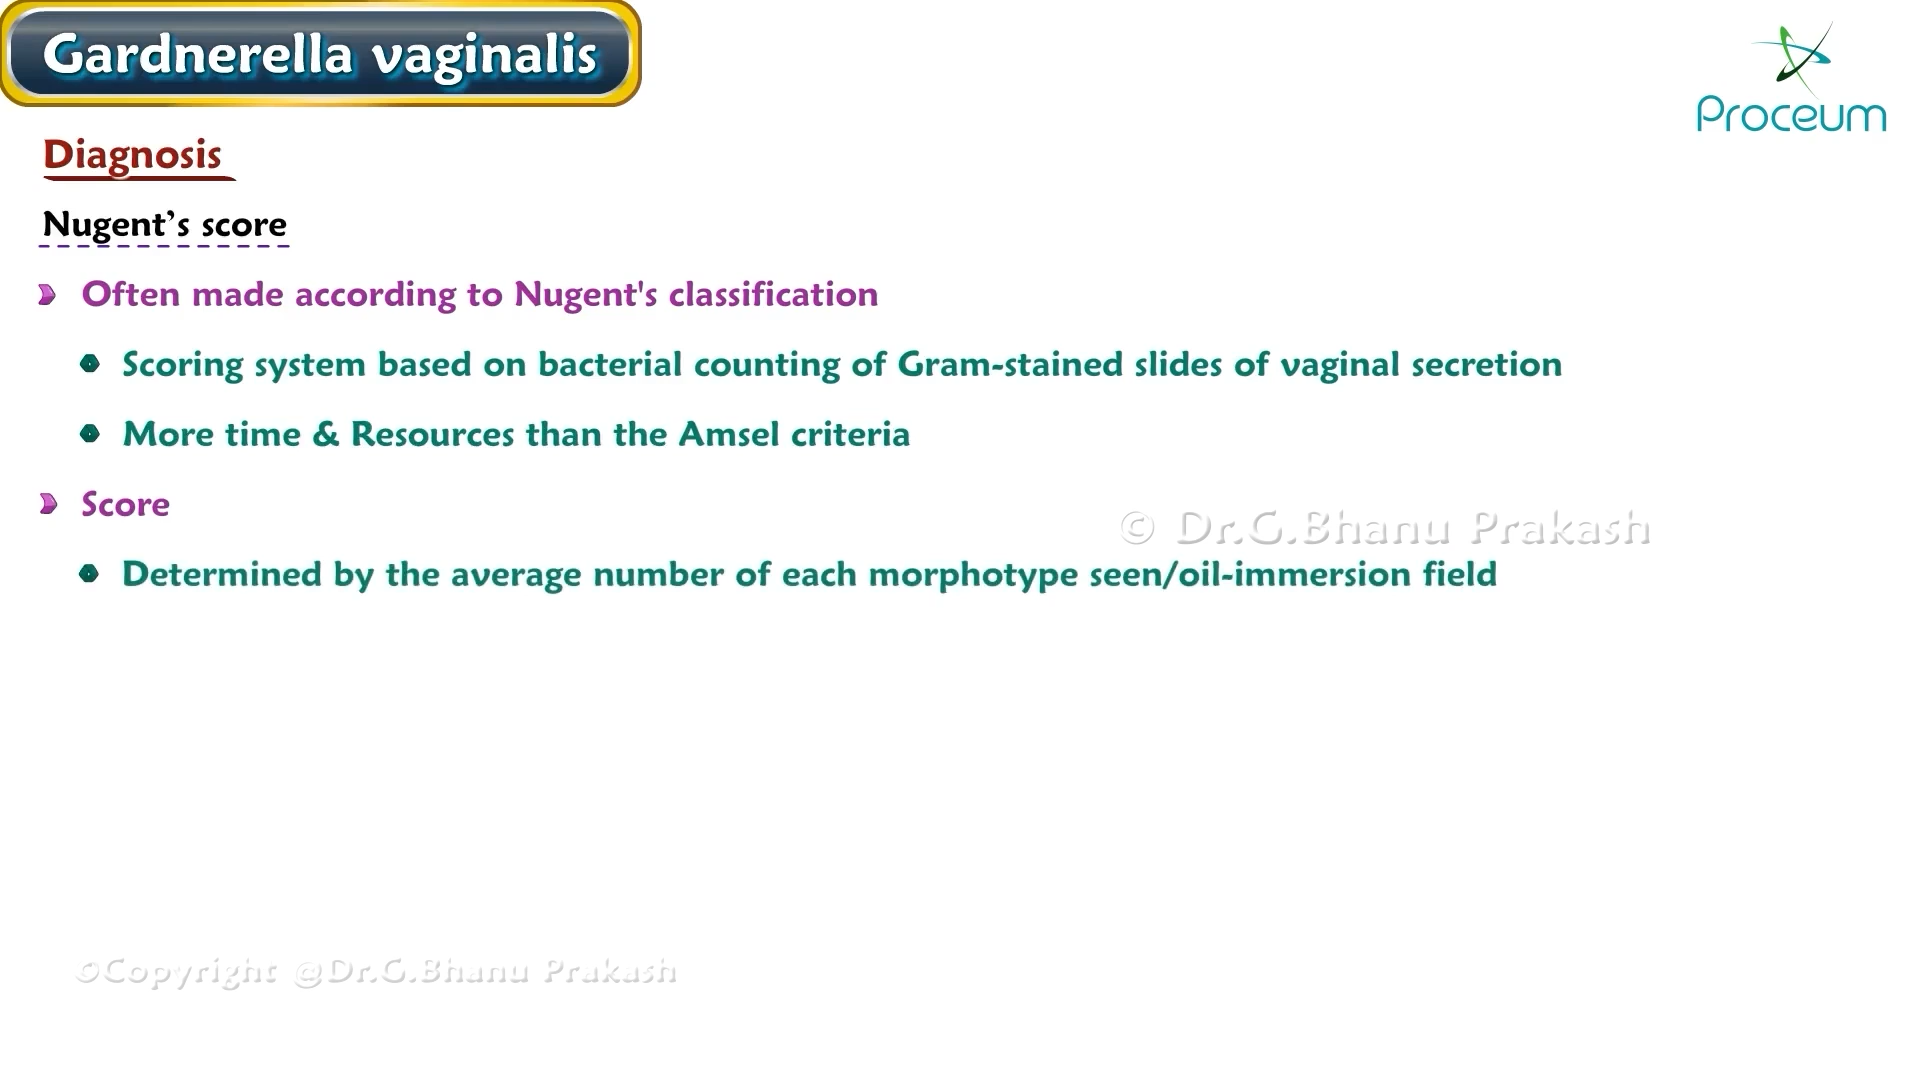 Gardnerella vaginalis
Proceum
Diagnosis
Nugent’s score
Often made according to Nugent's classification
Scoring system based on bacterial counting of Gram-stained slides of vaginal secretion
More time & Resources than the Amsel criteria
Score
© Dr.G.Bhanu Prakash
Determined by the average number of each morphotype seen/oil-immersion field
©Copyright @Dr.G.Bhanu Prakash